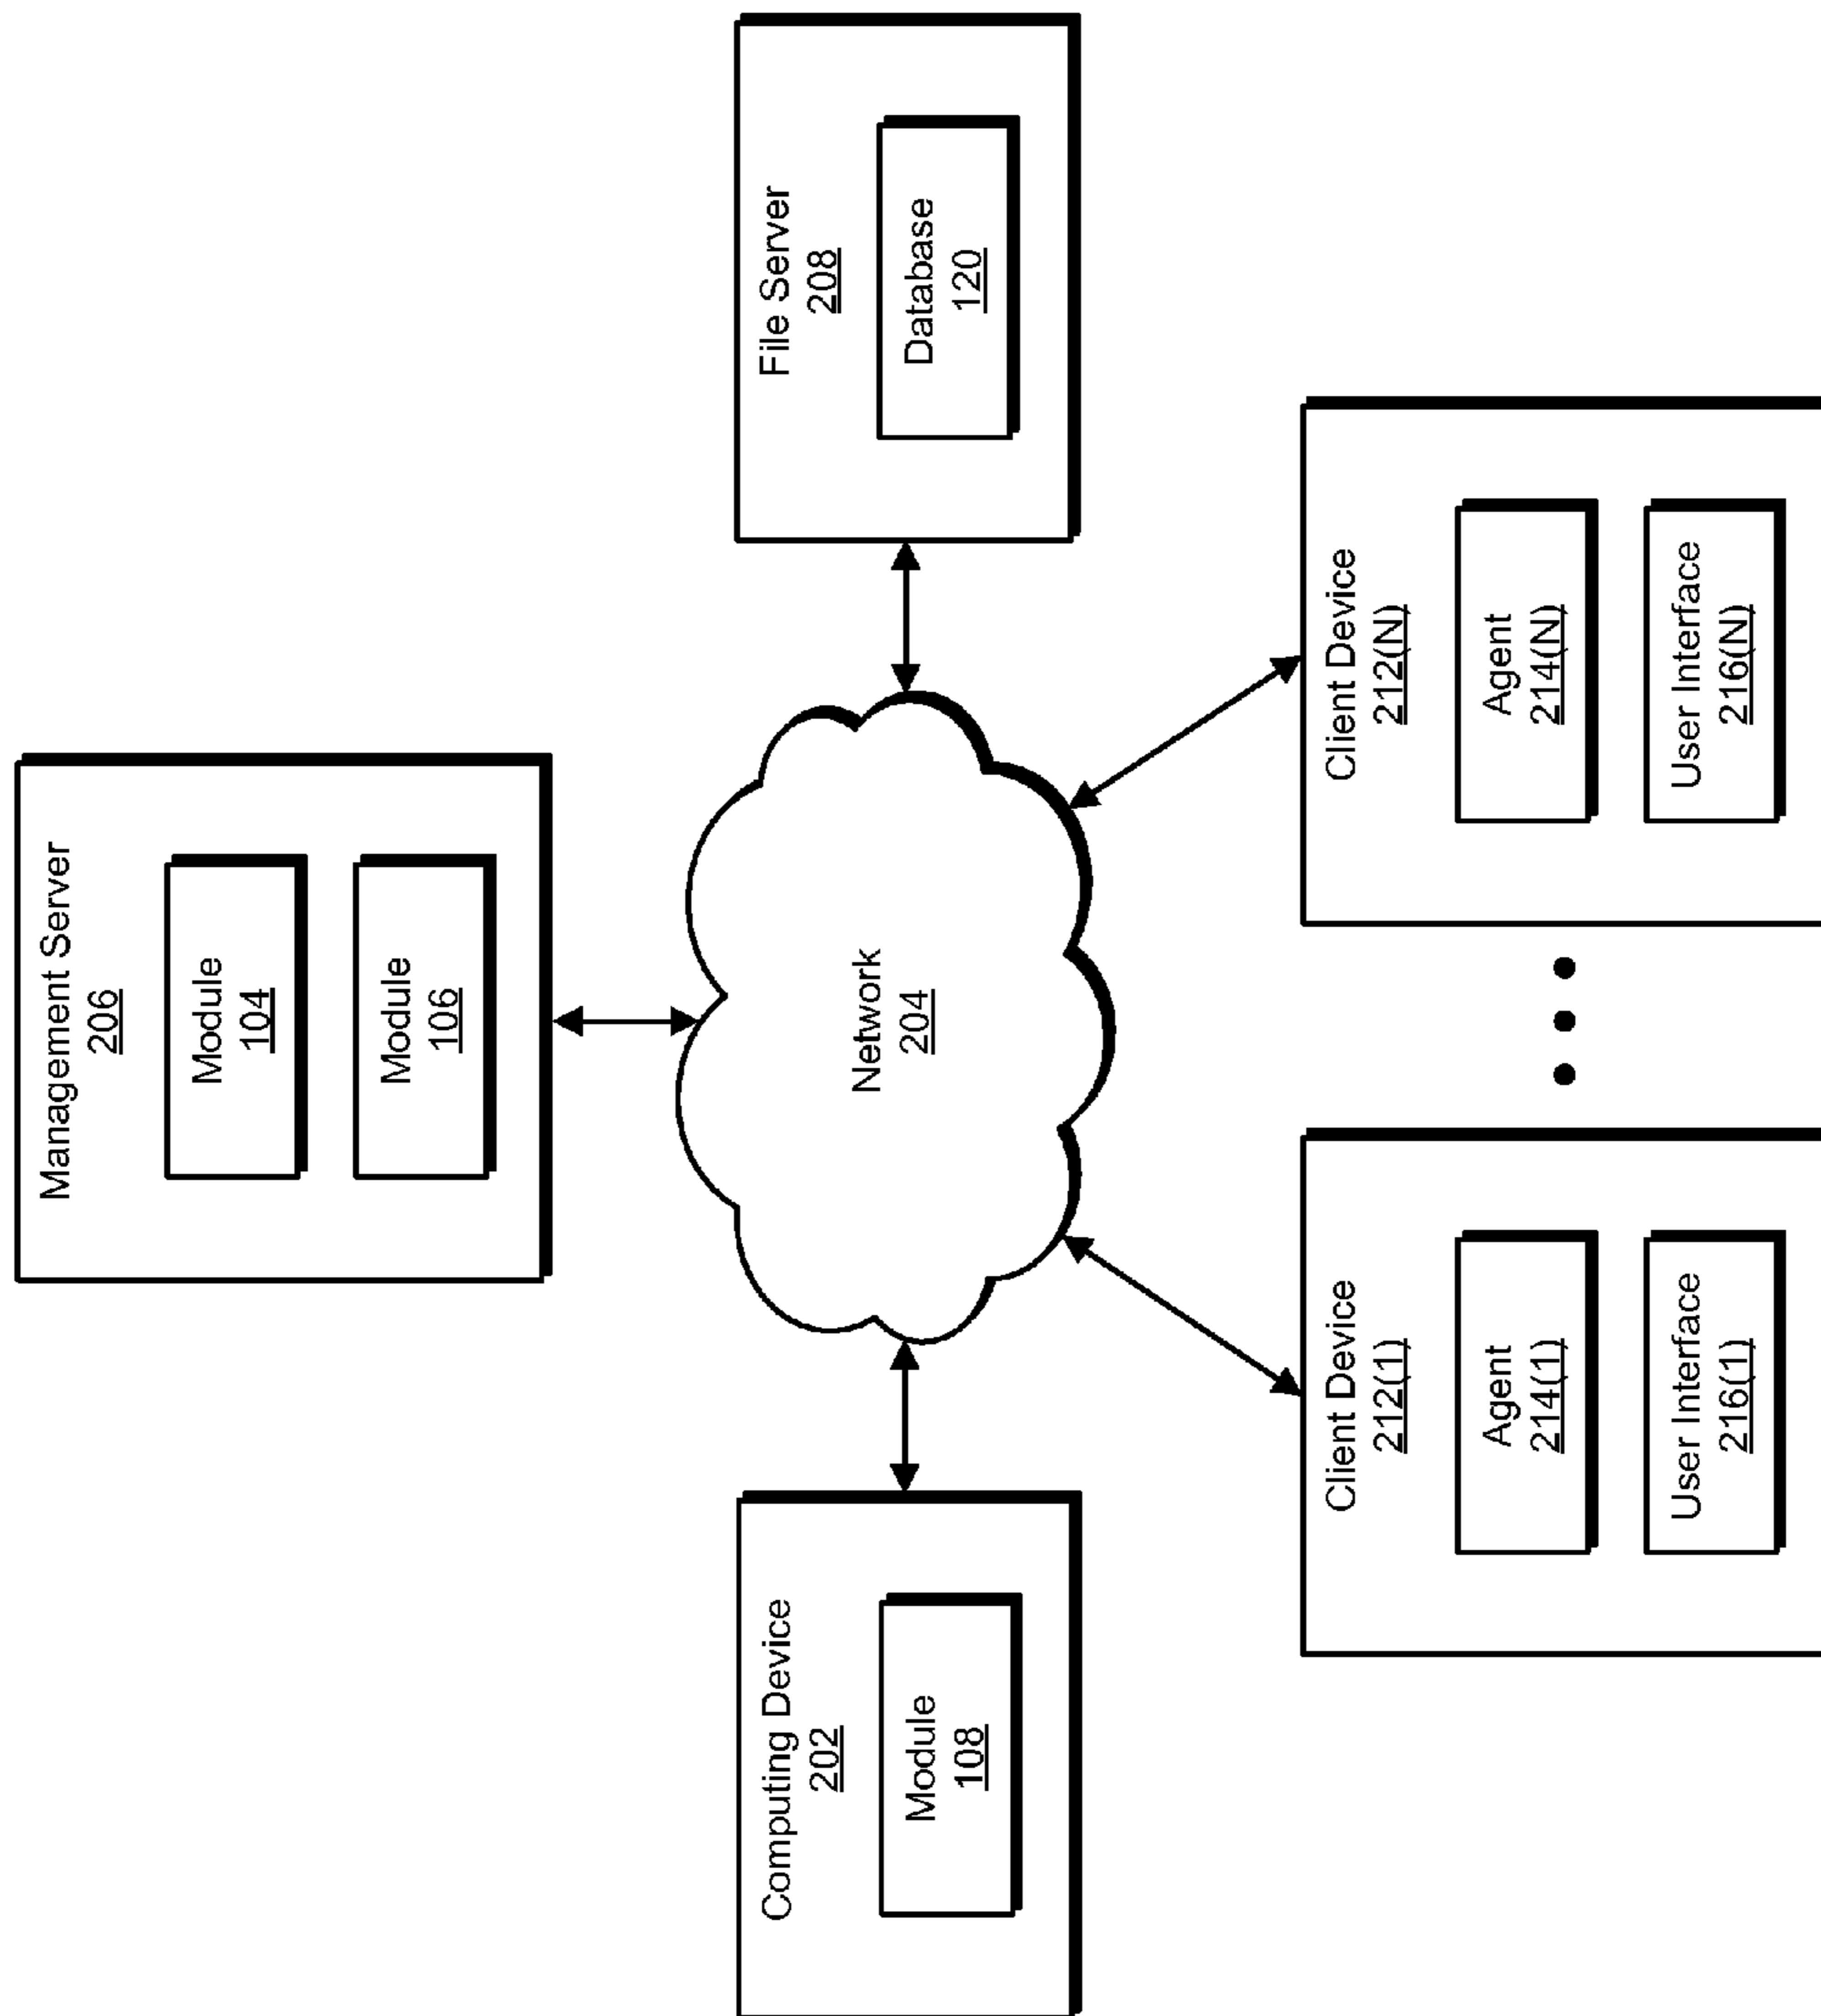 Management Server
206
Module
104
Module
106
Computing Device
202
Module
108
Network
204
File Server
208
Database
120
Client Device
212(1)
Agent
214(1)
User Interface
216(1)
Client Device
212(N)
Agent
214(N)
User Interface
216(N)